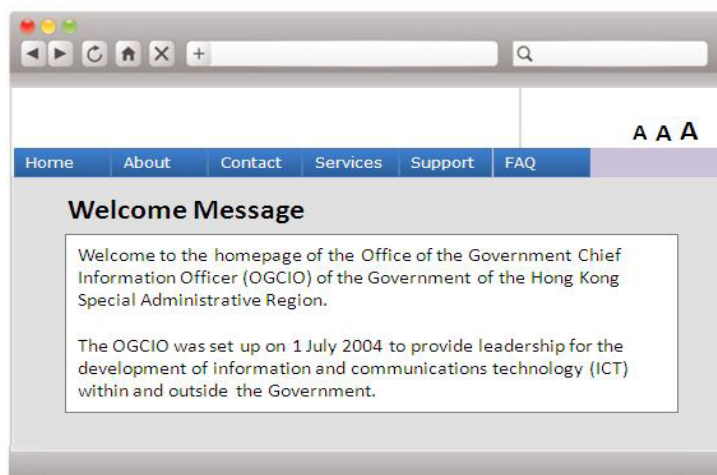 A A A
Home About Contact Services Support FAQ
Welcome Message
Welcome to the homepage of the Office of the Government Chief
Information Officer (OGCIO) of the Government of the Hong Kong
Special Administrative Region.
The OGCIO was set up on 1 July 2004 to provide leadership for the
development of information and communications technology (ICT)
within and outside the Government.